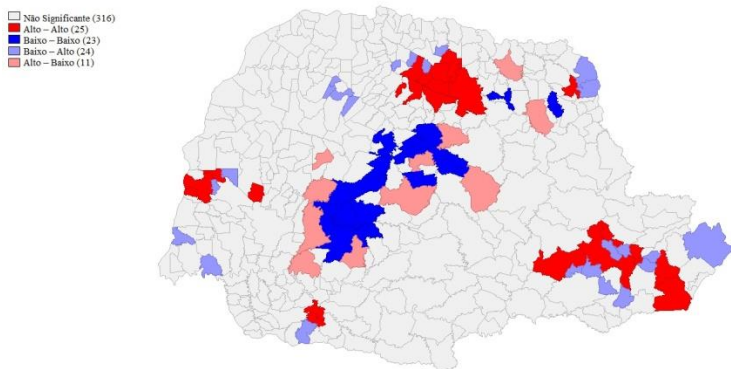 Não Significante (316)
Alto – Alto (25)
Baixo – Baixo (23)
Baixo – Alto (24)
Alto – Baixo (11)